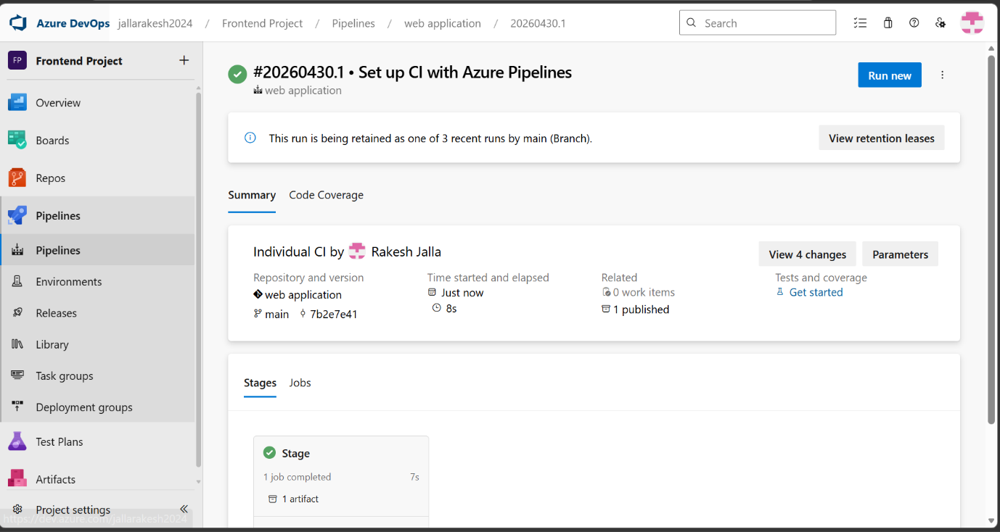 Azure DevOps jallarakesh2024 / Frontend Project / Pipelines / web application / 20260430.1 Search
FP Frontend Project +
Overview
Boards
Repos
Pipelines
Pipelines
Environments
Releases
Library
Task groups
Deployment groups
Test Plans
Artifacts
Project settings
https://dev.azure.com/jallarakesh2024
#20260430.1 • Set up CI with Azure Pipelines
web application
Run new
This run is being retained as one of 3 recent runs by main (Branch).
View retention leases
Summary Code Coverage
Individual CI by Rakesh Jalla
View 4 changes Parameters
Repository and version
web application
main 7b2e7e41
Time started and elapsed
Just now
8s
Related
0 work items
1 published
Tests and coverage
Get started
Stages Jobs
Stage
1 job completed 7s
1 artifact